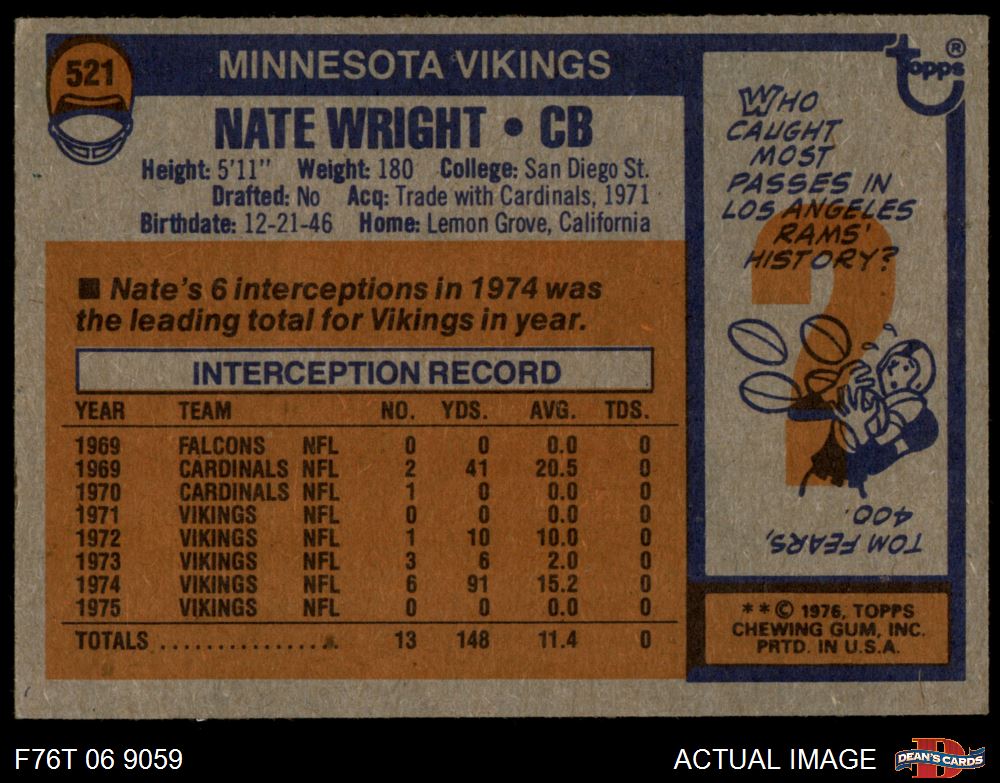 521
MINNESOTA VIKINGS
NATE WRIGHT • CB
Height: 5'11" Weight: 180 College: San Diego St.
Drafted: No Acq: Trade with Cardinals, 1971
Birthdate: 12-21-46 Home: Lemon Grove, California
■ Nate's 6 interceptions in 1974 was
the leading total for Vikings in year.
INTERCEPTION RECORD
YEAR TEAM NO. YDS. AVG. TDS.
1969 FALCONS NFL 0 0 0.0 0
1969 CARDINALS NFL 2 41 20.5 0
1970 CARDINALS NFL 1 0 0.0 0
1971 VIKINGS NFL 0 0 0.0 0
1972 VIKINGS NFL 1 10 10.0 0
1973 VIKINGS NFL 3 6 2.0 0
1974 VIKINGS NFL 6 91 15.2 0
1975 VIKINGS NFL 0 0 0.0 0
TOTALS ................ 13 148 11.4 0
topps ®
WHO
CAUGHT
MOST
PASSES IN
LOS ANGELES
RAMS'
HISTORY?
?
TOM FEARS,
400.
** © 1976, TOPPS
CHEWING GUM, INC.
PRTD. IN U.S.A.
F76T 06 9059
ACTUAL IMAGE
D
DEAN'S CARDS